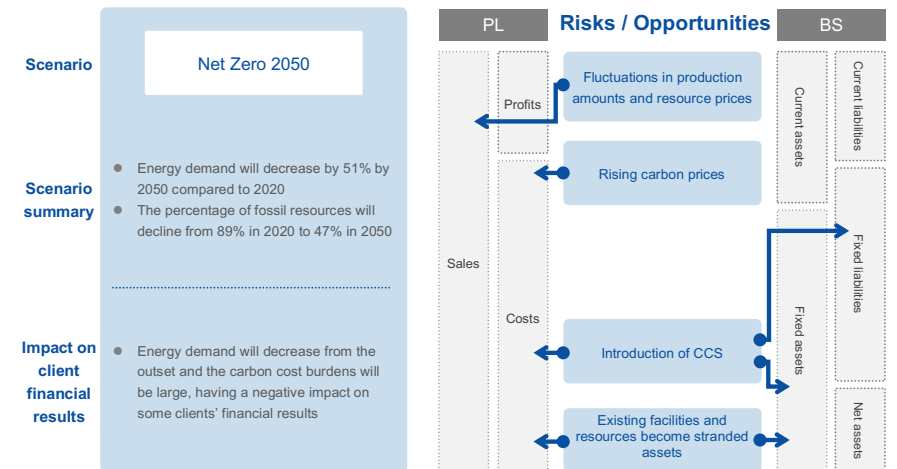 Scenario
Net Zero 2050
Scenario
summary
● Energy demand will decrease by 51% by
2050 compared to 2020
● The percentage of fossil resources will
decline from 89% in 2020 to 47% in 2050
Impact on
client
financial
results
● Energy demand will decrease from the
outset and the carbon cost burdens will
be large, having a negative impact on
some clients’ financial results
PL
Risks / Opportunities
BS
Sales
Profits
Costs
Fluctuations in production
amounts and resource prices
Rising carbon prices
Introduction of CCS
Existing facilities and
resources become stranded
assets
Current assets
Fixed assets
Current liabilities
Fixed liabilities
Net assets